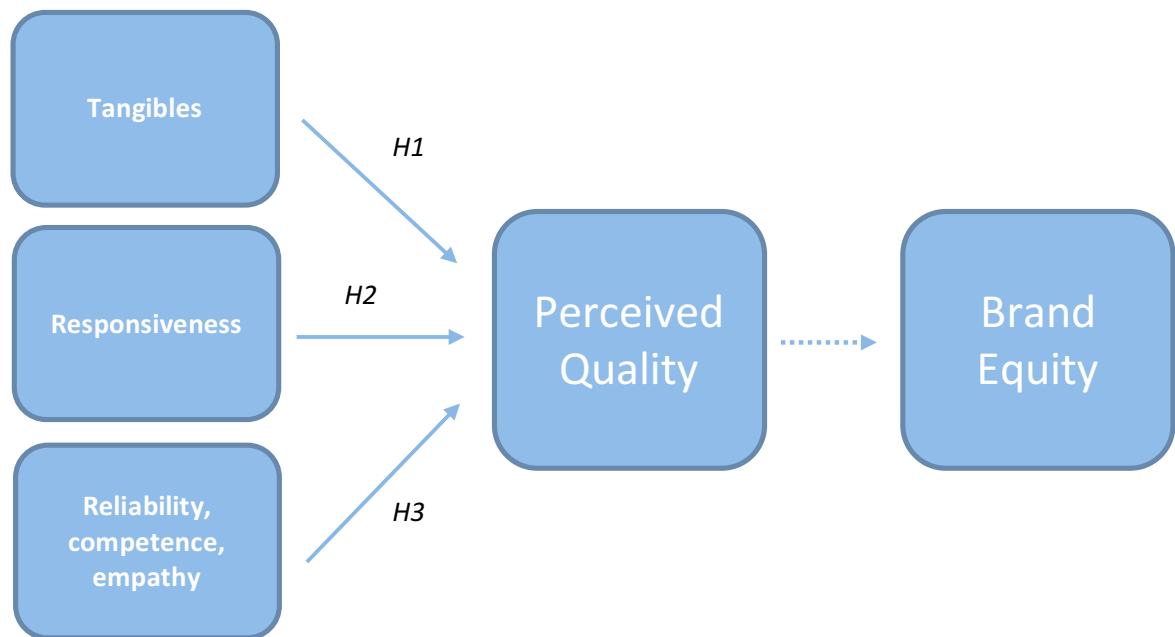 Tangibles
H1
Responsiveness
H2
Reliability,
competence,
empathy
H3
Perceived
Quality
Brand
Equity